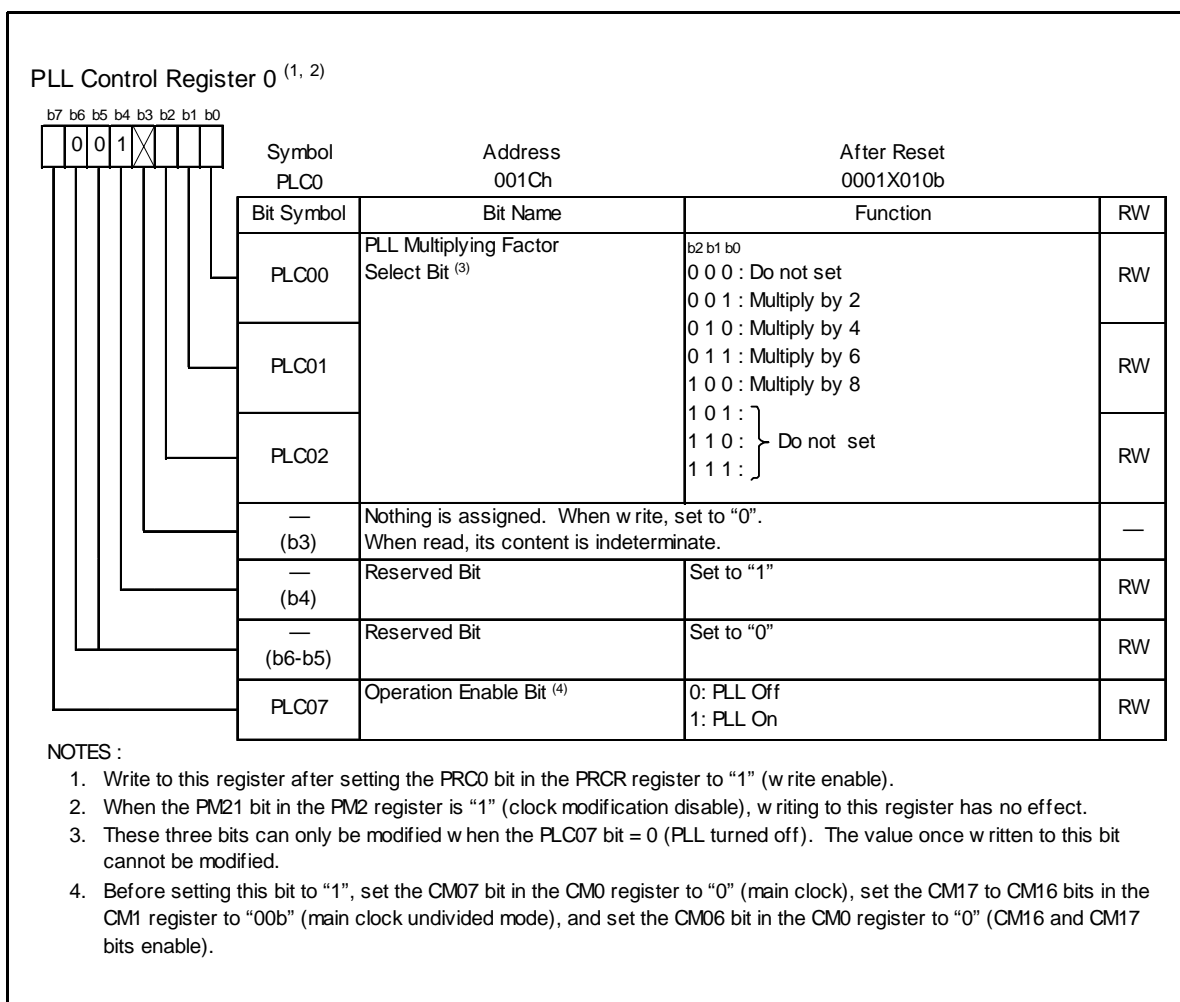 PLL Control Register 0 (1, 2)
b7 b6 b5 b4 b3 b2 b1 b0
0 0 1
Symbol Address After Reset
PLC0 001Ch 0001X010b
Bit Symbol Bit Name Function RW
PLC00 PLL Multiplying Factor
Select Bit (3) b2 b1 b0
0 0 0 : Do not set
0 0 1 : Multiply by 2
0 1 0 : Multiply by 4
0 1 1 : Multiply by 6
1 0 0 : Multiply by 8
1 0 1 :
1 1 0 : Do not set
1 1 1 :
RW
PLC01 RW
PLC02 RW
—
(b3) Nothing is assigned. When write, set to “0”.
When read, its content is indeterminate. —
—
(b4) Reserved Bit Set to “1” RW
—
(b6-b5) Reserved Bit Set to “0” RW
PLC07 Operation Enable Bit (4) 0: PLL Off
1: PLL On RW
NOTES :
1. Write to this register after setting the PRC0 bit in the PRCR register to “1” (write enable).
2. When the PM21 bit in the PM2 register is “1” (clock modification disable), writing to this register has no effect.
3. These three bits can only be modified when the PLC07 bit = 0 (PLL turned off). The value once written to this bit
cannot be modified.
4. Before setting this bit to “1”, set the CM07 bit in the CM0 register to “0” (main clock), set the CM17 to CM16 bits in the
CM1 register to “00b” (main clock undivided mode), and set the CM06 bit in the CM0 register to “0” (CM16 and CM17
bits enable).